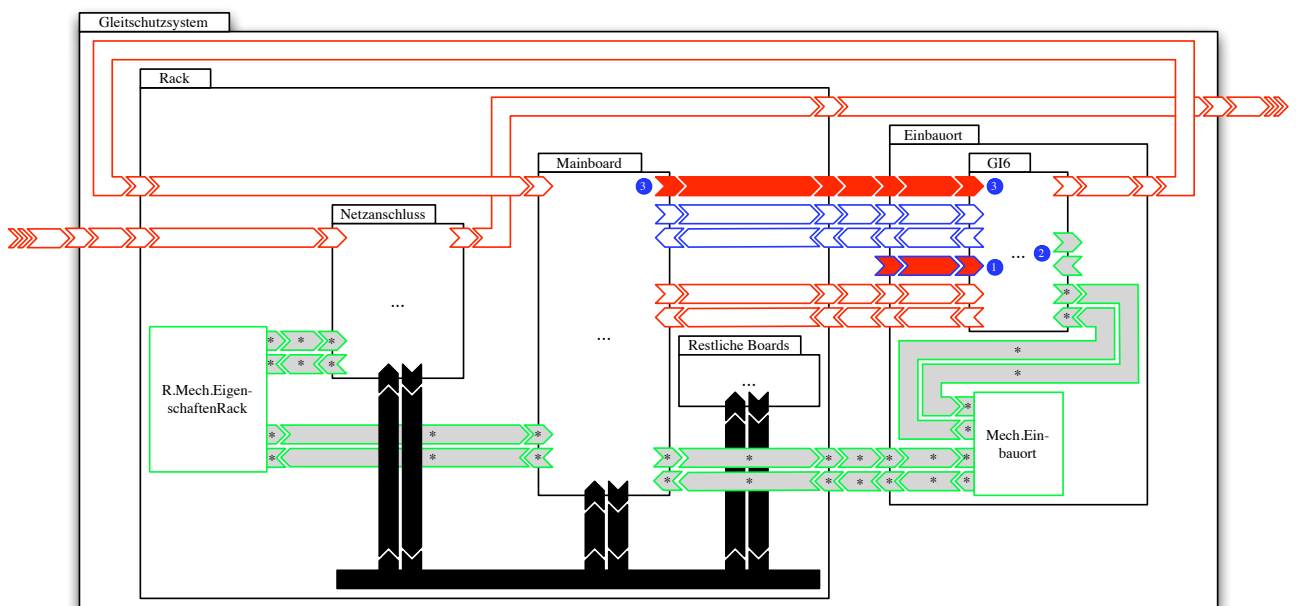 Gleitschutzsystem
Rack
Einbauort
Mainboard
GI6
3
3
Netzanschluss
...
2
1
...
* * *
* * *
R.Mech.Eigen-
schaftenRack
...
Restliche Boards
...
*
*
*
*
Mech.Ein-
bauort
*
*
* * *
* * *
* * * * * *
* * * * * *